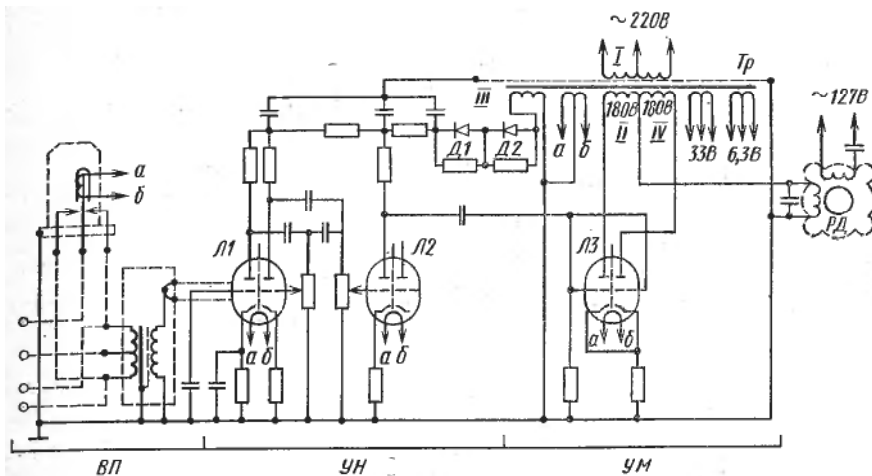 ~220В
I
Тр
III
180В 180В
II IV
~127В
а
б
Д1 Д2
а б
33В 6,3В
а
б
РД
Л1
Л2
Л3
а б
а б
а б
ВП
УН
УМ